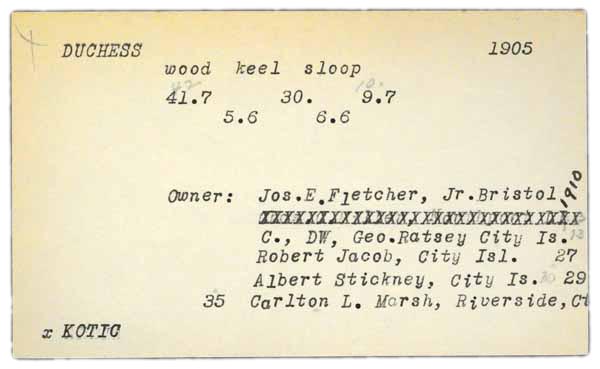 DUCHESS 1905
wood keel sloop
41.7 30. 9.7
5.6 6.6
Owner: Jos.E.Fletcher, Jr.Bristol 1910
C., DW, Geo.Ratsey City Is.
Robert Jacob, City Isl. 27
Albert Stickney, City Is. 29
35 Carlton L. Marsh, Riverside,Ct
x KOTIC